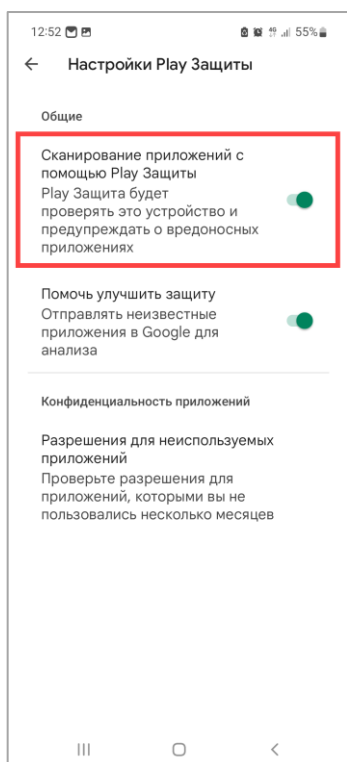 12:52 55%
Настройки Play Защиты
Общие
Сканирование приложений с
помощью Play Защиты
Play Защита будет
проверять это устройство и
предупреждать о вредоносных
приложениях
Помочь улучшить защиту
Отправлять неизвестные
приложения в Google для
анализа
Конфиденциальность приложений
Разрешения для неиспользуемых
приложений
Проверьте разрешения для
приложений, которыми вы не
пользовались несколько месяцев